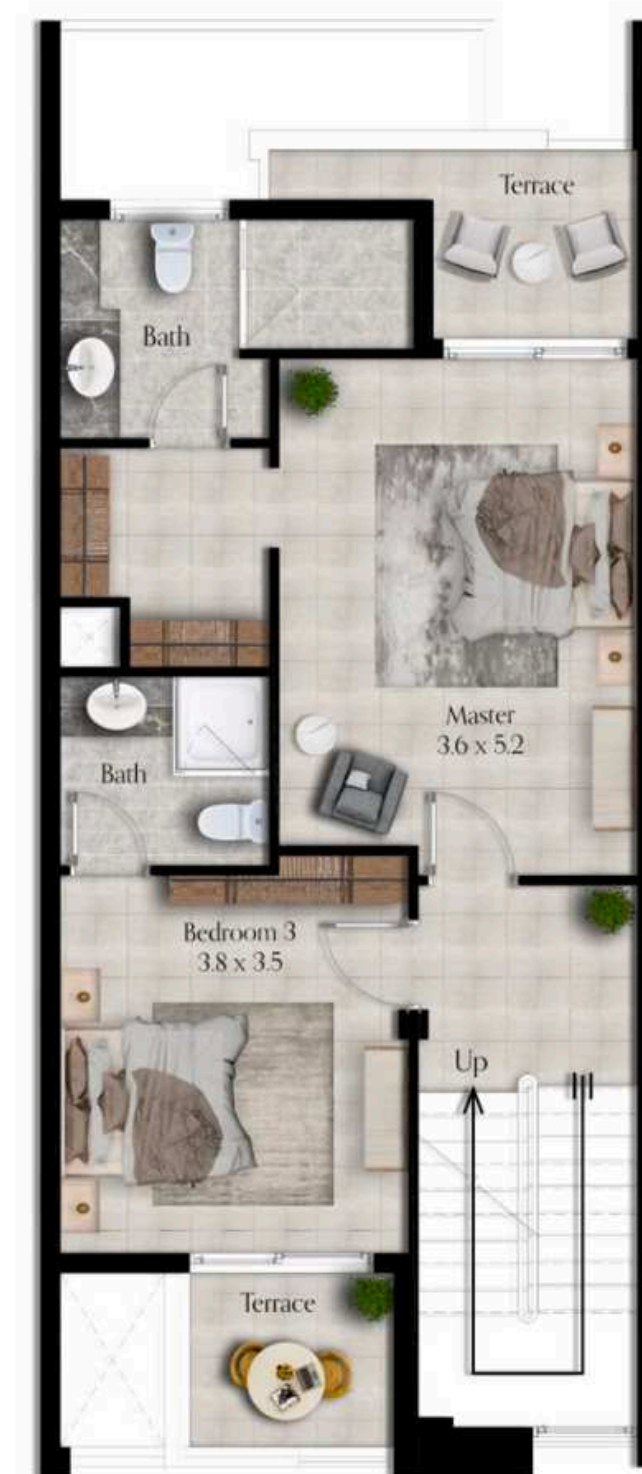 Terrace
Bath
Master
3.6 x 5.2
Bath
Bedroom 3
3.8 x 3.5
Up
Terrace